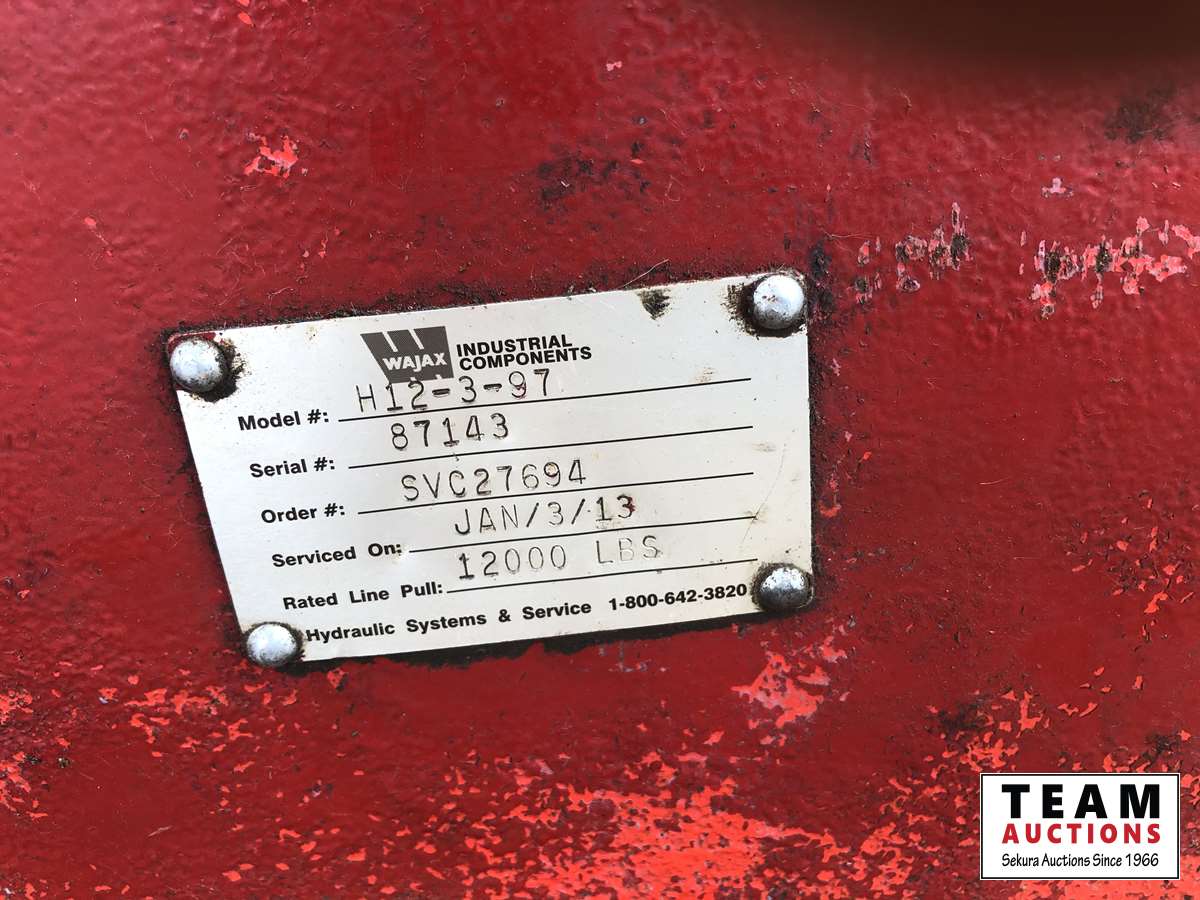 WAJAX INDUSTRIAL
COMPONENTS
Model #: H12-3-97
Serial #: 87143
Order #: SVC27694
Serviced On: JAN/3/13
Rated Line Pull: 12000 LBS
Hydraulic Systems & Service 1-800-642-3820
TEAM
AUCTIONS
Sekura Auctions Since 1966